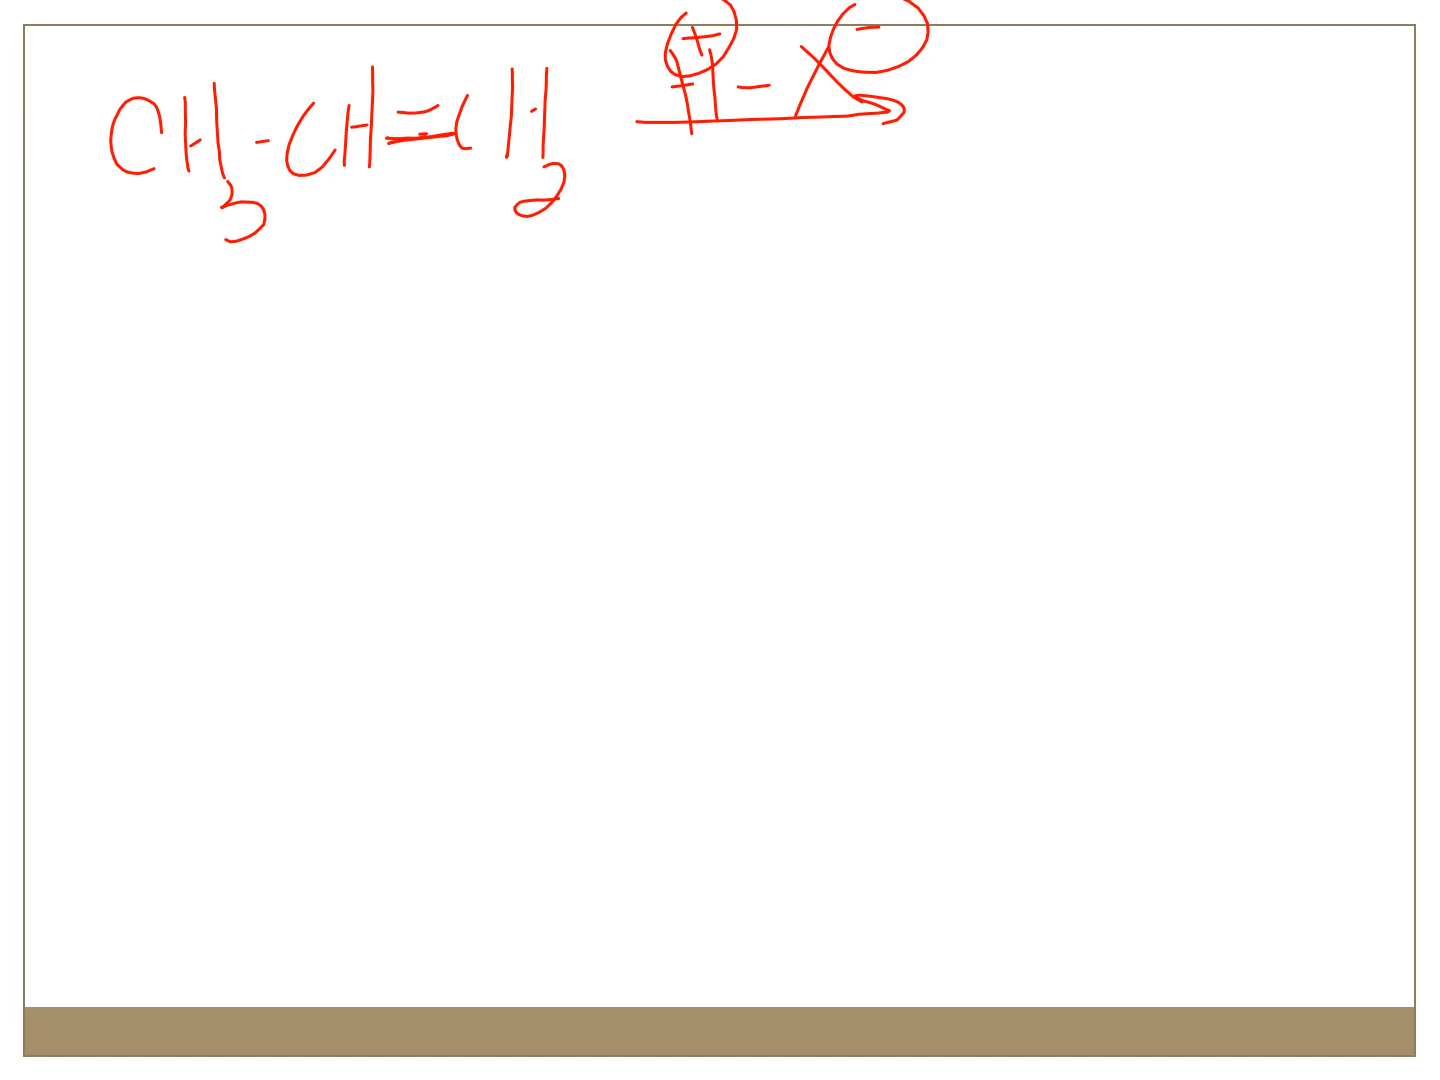 CH₃ - CH = CH₂ H⁺ - X⁻ →